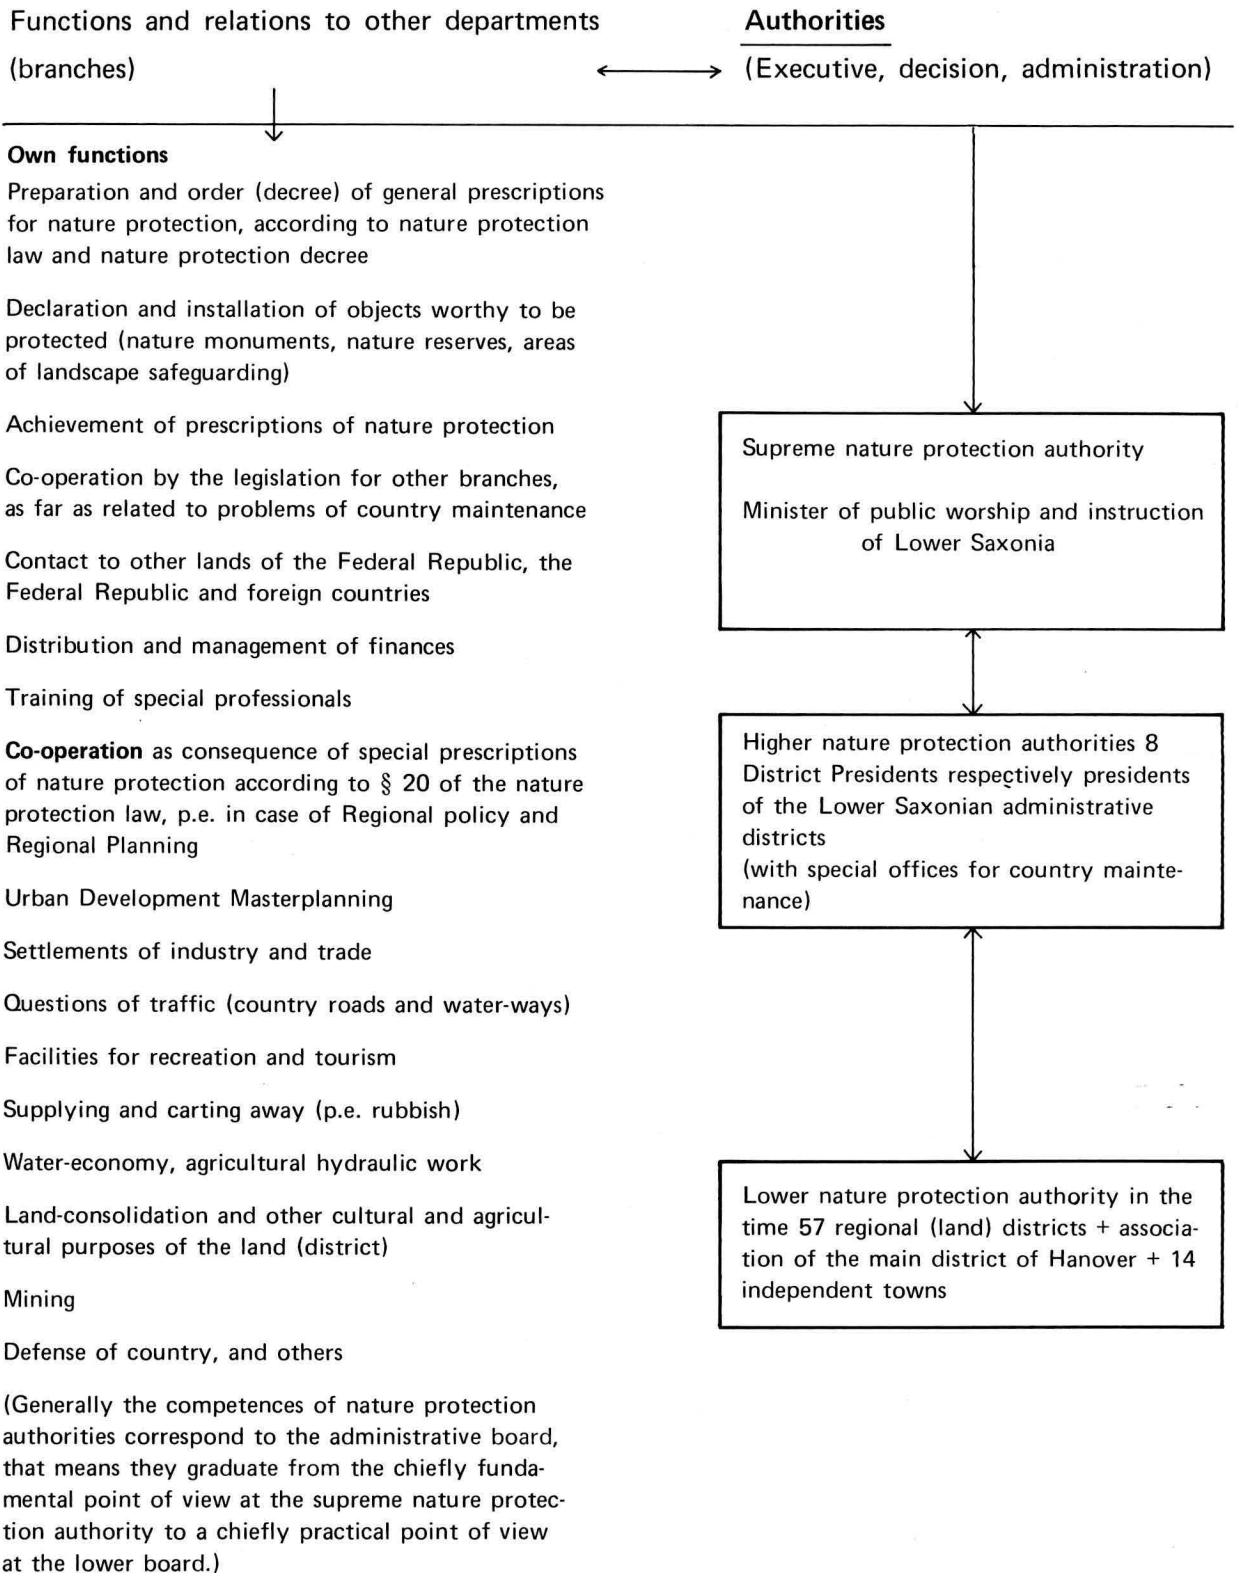 Functions and relations to other departments
(branches)
Authorities
(Executive, decision, administration)
Own functions
Preparation and order (decree) of general prescriptions
for nature protection, according to nature protection
law and nature protection decree
Declaration and installation of objects worthy to be
protected (nature monuments, nature reserves, areas
of landscape safeguarding)
Achievement of prescriptions of nature protection
Co-operation by the legislation for other branches,
as far as related to problems of country maintenance
Contact to other lands of the Federal Republic, the
Federal Republic and foreign countries
Distribution and management of finances
Training of special professionals
Co-operation as consequence of special prescriptions
of nature protection according to § 20 of the nature
protection law, p.e. in case of Regional policy and
Regional Planning
Urban Development Masterplanning
Settlements of industry and trade
Questions of traffic (country roads and water-ways)
Facilities for recreation and tourism
Supplying and carting away (p.e. rubbish)
Water-economy, agricultural hydraulic work
Land-consolidation and other cultural and agricul-
tural purposes of the land (district)
Mining
Defense of country, and others
(Generally the competences of nature protection
authorities correspond to the administrative board,
that means they graduate from the chiefly funda-
mental point of view at the supreme nature protec-
tion authority to a chiefly practical point of view
at the lower board.)
Supreme nature protection authority
Minister of public worship and instruction
of Lower Saxonia
Higher nature protection authorities 8
District Presidents respectively presidents
of the Lower Saxonian administrative
districts
(with special offices for country mainte-
nance)
Lower nature protection authority in the
time 57 regional (land) districts + associa-
tion of the main district of Hanover + 14
independent towns